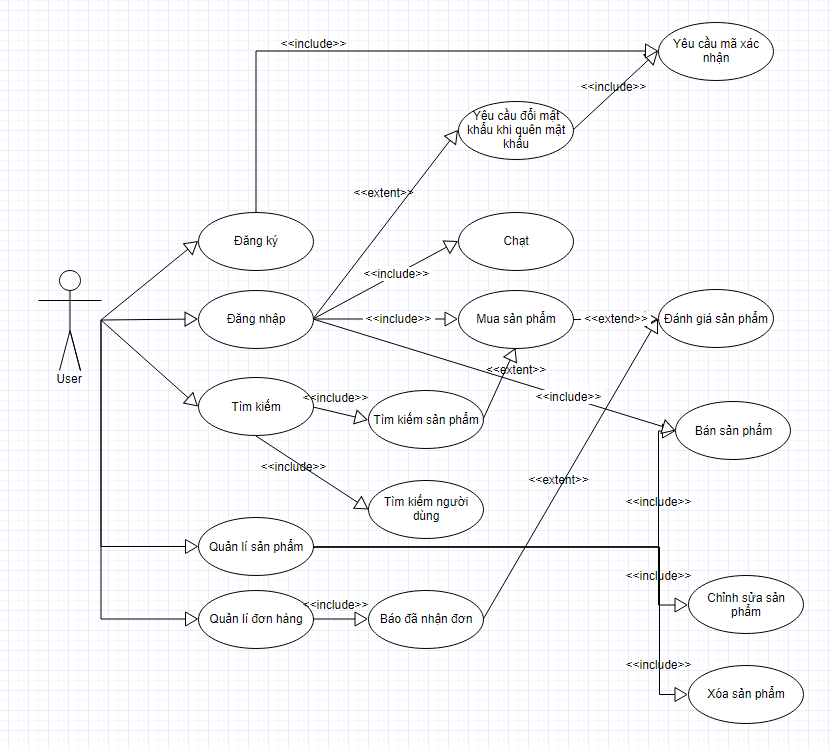 <<include>>
Yêu cầu mã xác
nhận
<<include>>
Yêu cầu đổi mật
khẩu khi quên mật
khẩu
<<extent>>
Đăng ký
Chat
<<include>>
User
Đăng nhập
<<include>>
Mua sản phẩm
<<extend>>
Đánh giá sản phẩm
<<extent>>
<<include>>
<<include>>
Tìm kiếm
Tìm kiếm sản phẩm
Bán sản phẩm
<<include>>
<<extent>>
Tìm kiếm người
dùng
<<include>>
Quản lí sản phẩm
<<include>>
Chỉnh sửa sản
phẩm
Quản lí đơn hàng
<<include>>
Báo đã nhận đơn
<<include>>
Xóa sản phẩm